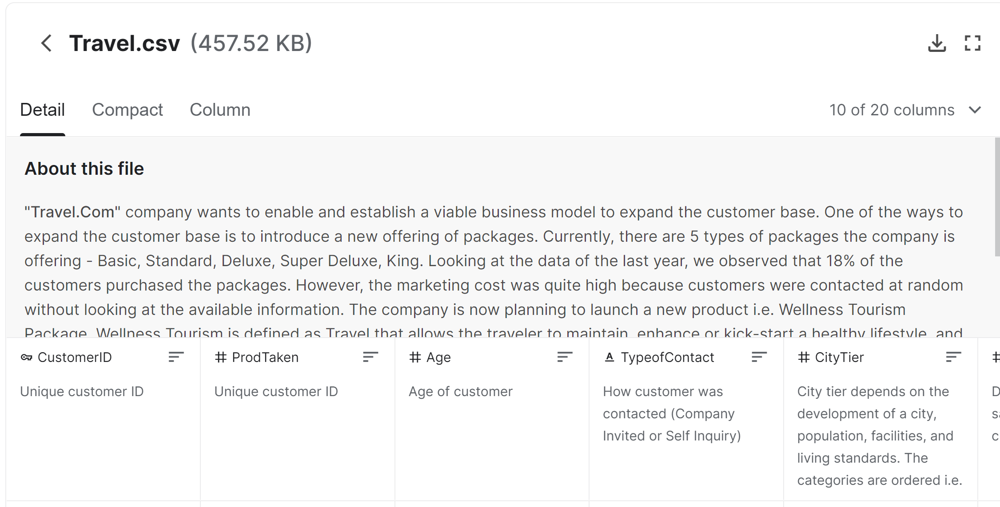 Travel.csv (457.52 KB)
Detail Compact Column 10 of 20 columns
About this file
"Travel.Com" company wants to enable and establish a viable business model to expand the customer base. One of the ways to
expand the customer base is to introduce a new offering of packages. Currently, there are 5 types of packages the company is
offering - Basic, Standard, Deluxe, Super Deluxe, King. Looking at the data of the last year, we observed that 18% of the
customers purchased the packages. However, the marketing cost was quite high because customers were contacted at random
without looking at the available information. The company is now planning to launch a new product i.e. Wellness Tourism
Package. Wellness Tourism is defined as Travel that allows the traveler to maintain, enhance or kick-start a healthy lifestyle, and
CustomerID
Unique customer ID
# ProdTaken
Unique customer ID
# Age
Age of customer
A TypeofContact
How customer was
contacted (Company
Invited or Self Inquiry)
# CityTier
City tier depends on the
development of a city,
population, facilities, and
living standards. The
categories are ordered i.e.